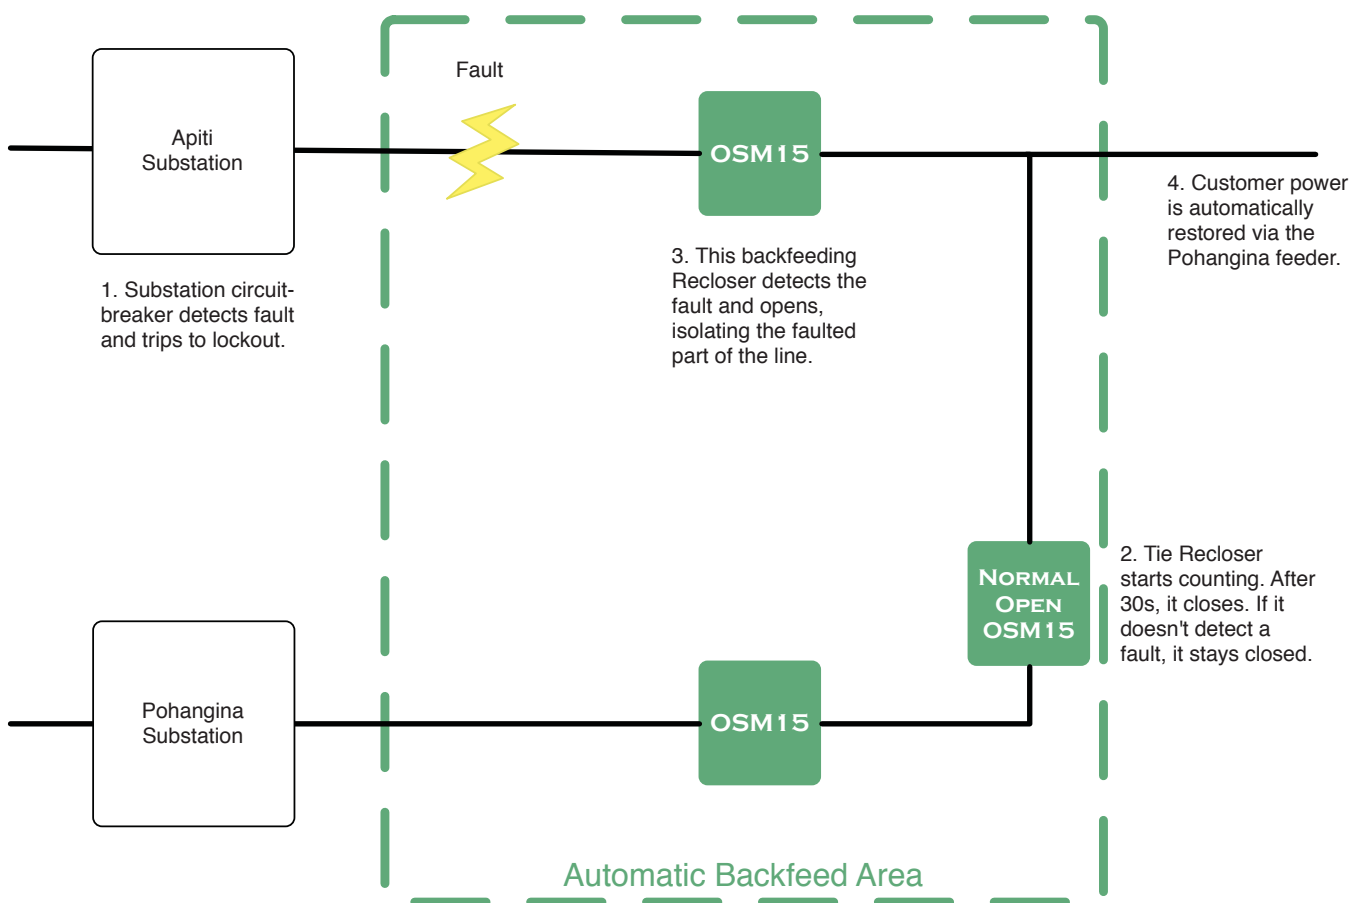 Fault
Apiti
Substation
OSM15
1. Substation circuit-
breaker detects fault
and trips to lockout.
3. This backfeeding
Recloser detects the
fault and opens,
isolating the faulted
part of the line.
4. Customer power
is automatically
restored via the
Pohangina feeder.
Normal
Open
OSM15
2. Tie Recloser
starts counting. After
30s, it closes. If it
doesn't detect a
fault, it stays closed.
Pohangina
Substation
OSM15
Automatic Backfeed Area